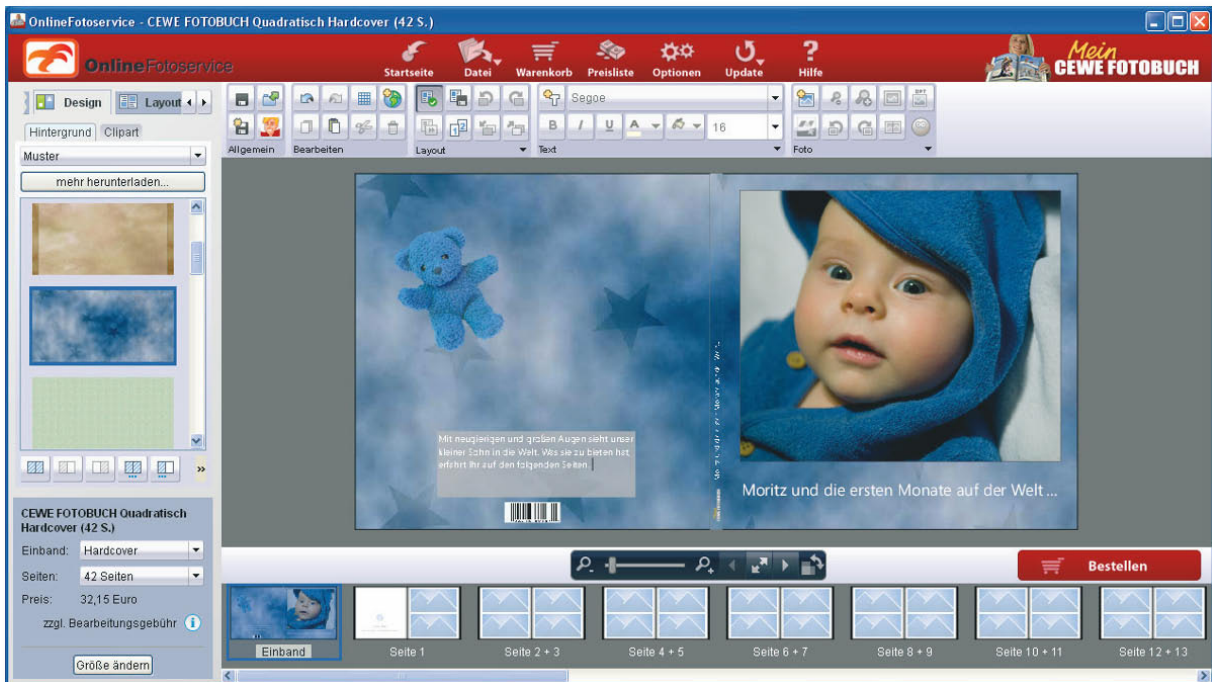 OnlineFotoservice - CEWE FOTOBUCH Quadratisch Hardcover (42 S.)
OnlineFotoservice
Startseite
Datei
Warenkorb
Preisliste
Optionen
Update
Hilfe
Mein
CEWE FOTOBUCH
Design
Layout
Segoe
B
I
U
A
16
Hintergrund
Clipart
Allgemein
Bearbeiten
Layout
Text
Foto
Muster
mehr herunterladen...
Mit neugierigen und großen Augen sieht unser
kleiner Sohn in die Welt. Was sie zu bieten hat,
erfahrt Ihr auf den folgenden Seiten.
Moritz und die ersten Monate auf der Welt ...
CEWE FOTOBUCH Quadratisch
Hardcover (42 S.)
Einband: Hardcover
Seiten: 42 Seiten
Preis: 32,15 Euro
zzgl. Bearbeitungsgebühr
Größe ändern
Bestellen
Einband
Seite 1
Seite 2 + 3
Seite 4 + 5
Seite 6 + 7
Seite 8 + 9
Seite 10 + 11
Seite 12 + 13